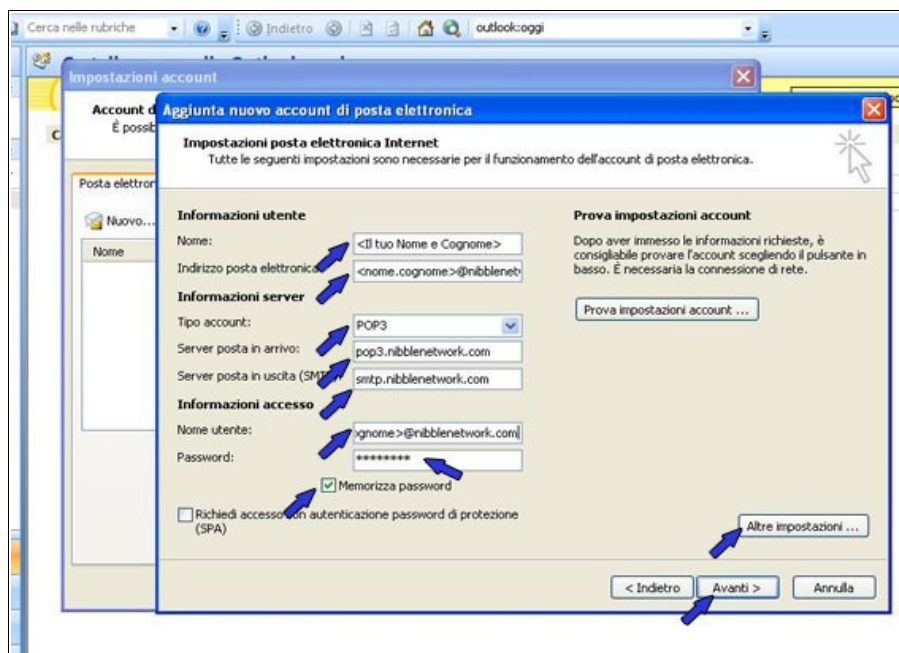 Cerca nelle rubriche
Indietro
outlook:oggi
Impostazioni account
Account d
È possib
Posta elettron
Nuovo...
Nome
Aggiunta nuovo account di posta elettronica
Impostazioni posta elettronica Internet
Tutte le seguenti impostazioni sono necessarie per il funzionamento dell'account di posta elettronica.
Informazioni utente
Nome:
<Il tuo Nome e Cognome>
Indirizzo posta elettronica:
<nome.cognome>@nibblenetw
Informazioni server
Tipo account:
POP3
Server posta in arrivo:
pop3.nibblenetwork.com
Server posta in uscita (SMTP):
smtp.nibblenetwork.com
Informazioni accesso
Nome utente:
ognome>@nibblenetwork.com
Password:
********
Memorizza password
Richiedi accesso con autenticazione password di protezione
(SPA)
Prova impostazioni account
Dopo aver immesso le informazioni richieste, è
consigliabile provare l'account scegliendo il pulsante in
basso. È necessaria la connessione di rete.
Prova impostazioni account ...
Altre impostazioni ...
< Indietro
Avanti >
Annulla